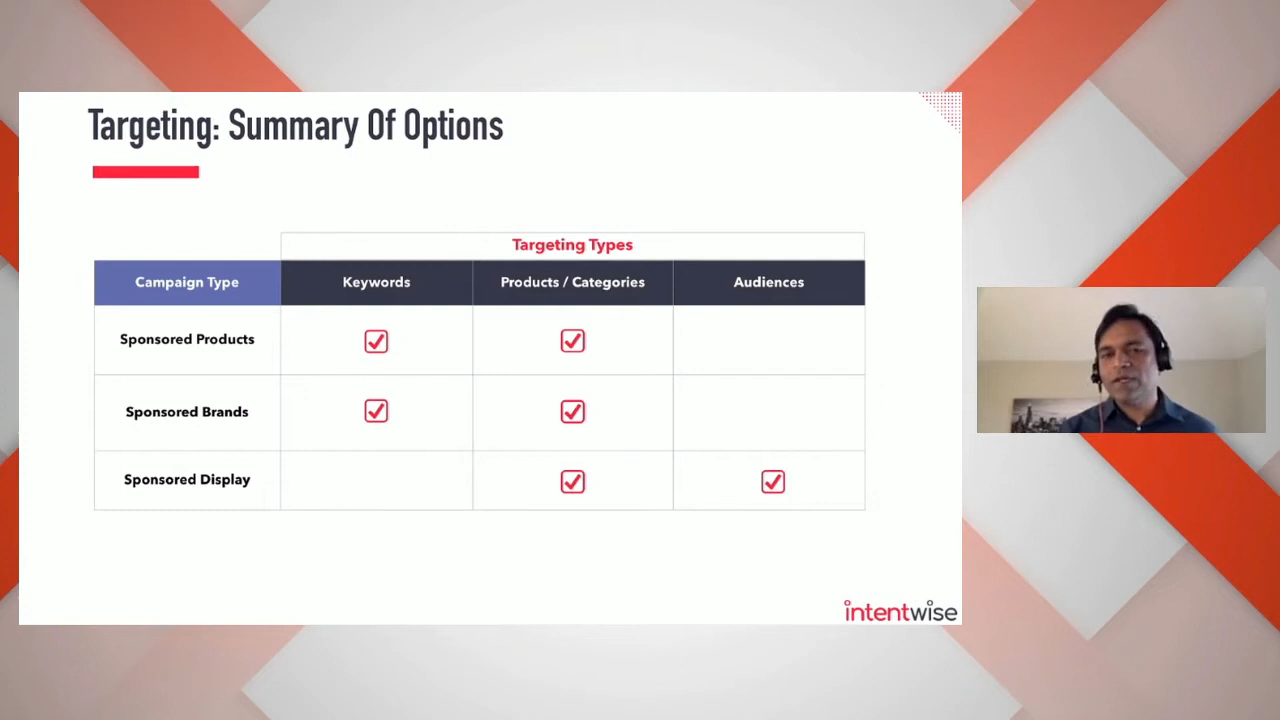 Targeting: Summary Of Options
Targeting Types
Campaign Type Keywords Products / Categories Audiences
Sponsored Products
Sponsored Brands
Sponsored Display
intentwise